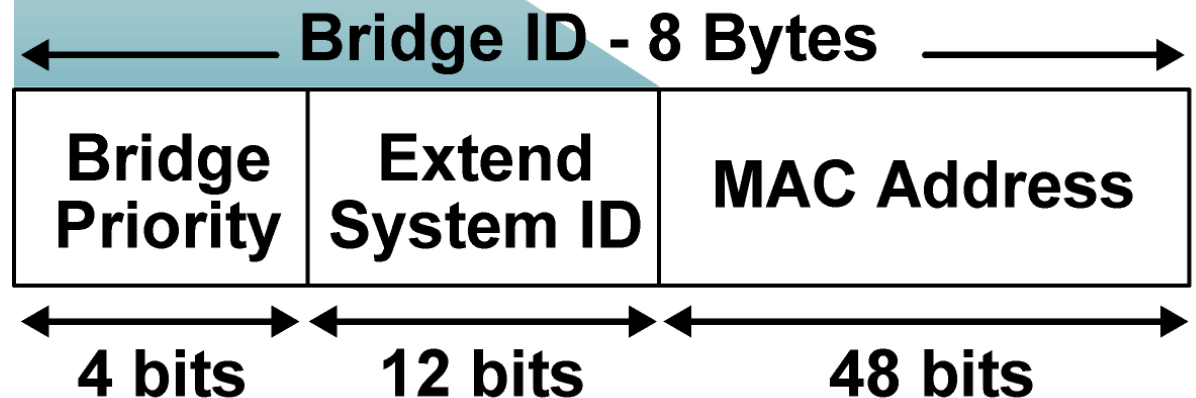 Bridge ID - 8 Bytes
Bridge
Priority
Extend
System ID
MAC Address
4 bits
12 bits
48 bits